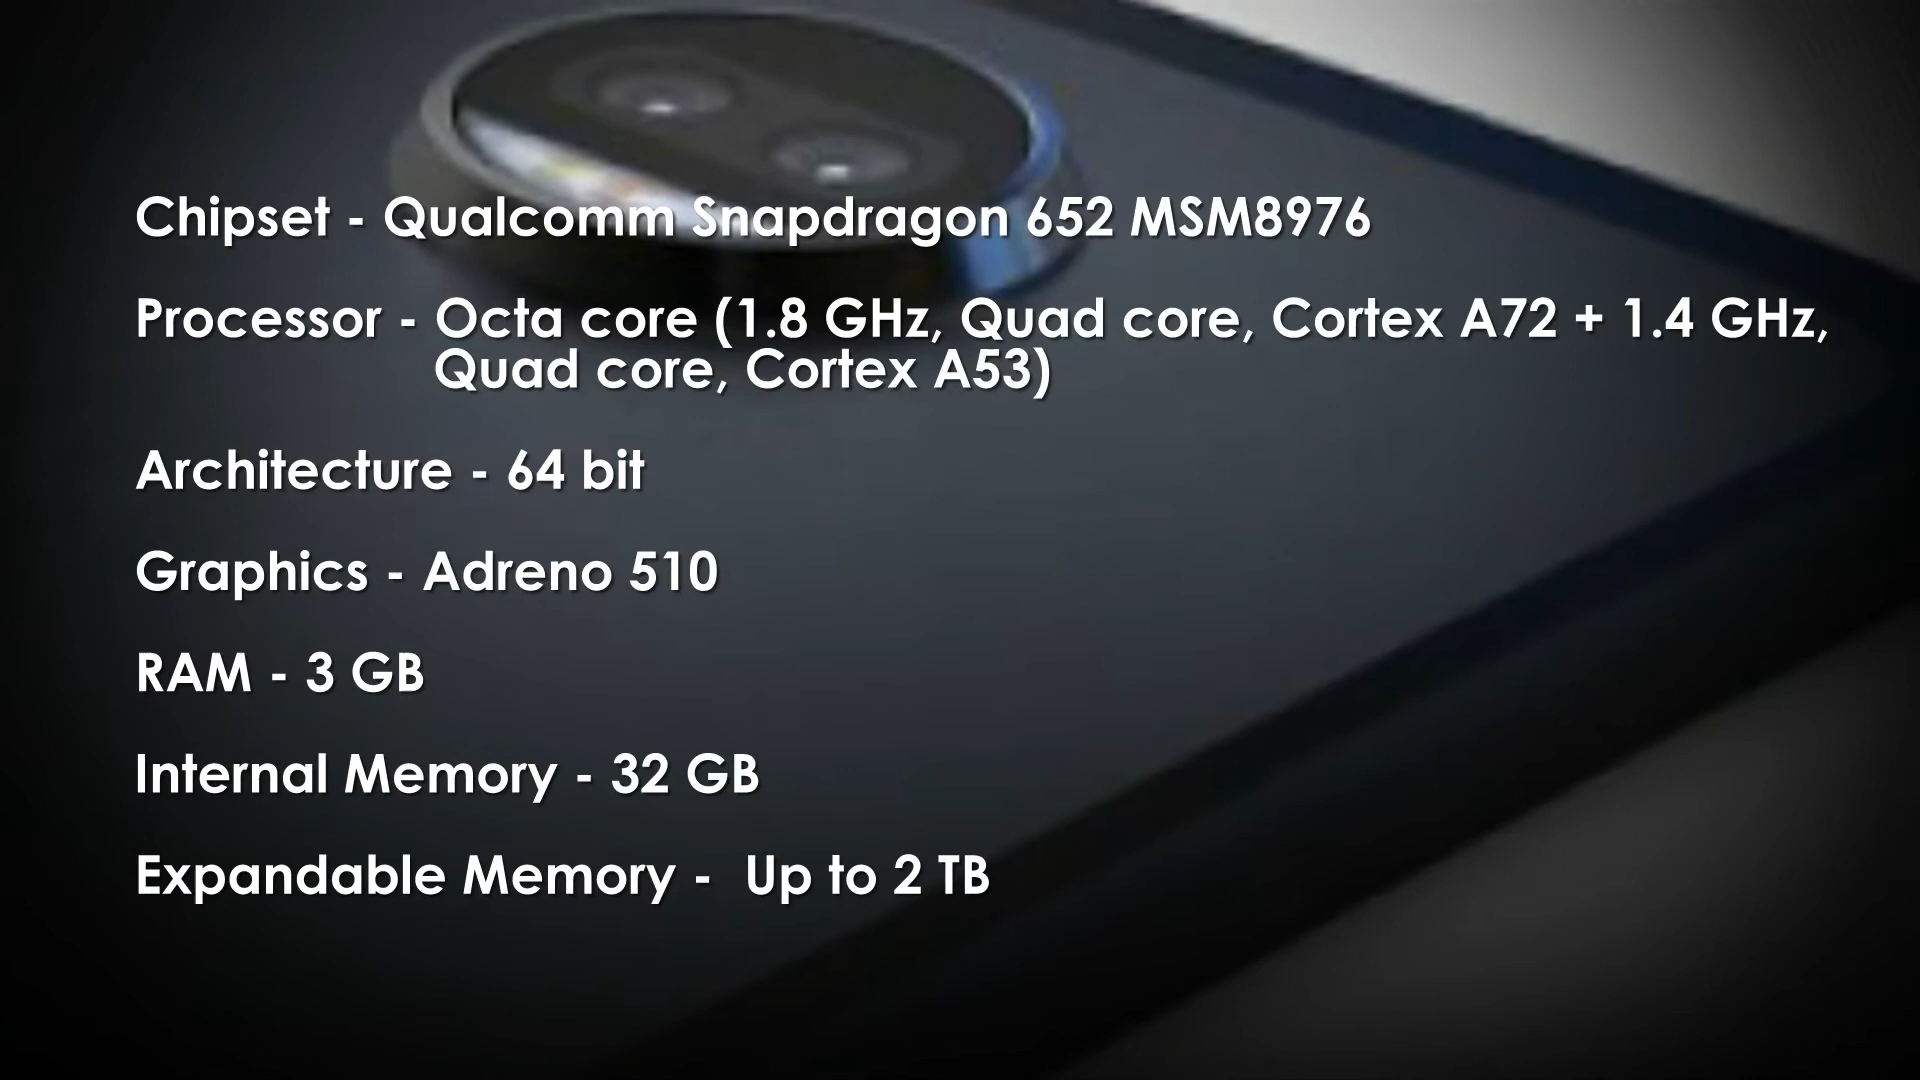 Chipset - Qualcomm Snapdragon 652 MSM8976
Processor - Octa core (1.8 GHz, Quad core, Cortex A72 + 1.4 GHz,
Quad core, Cortex A53)
Architecture - 64 bit
Graphics - Adreno 510
RAM - 3 GB
Internal Memory - 32 GB
Expandable Memory -  Up to 2 TB